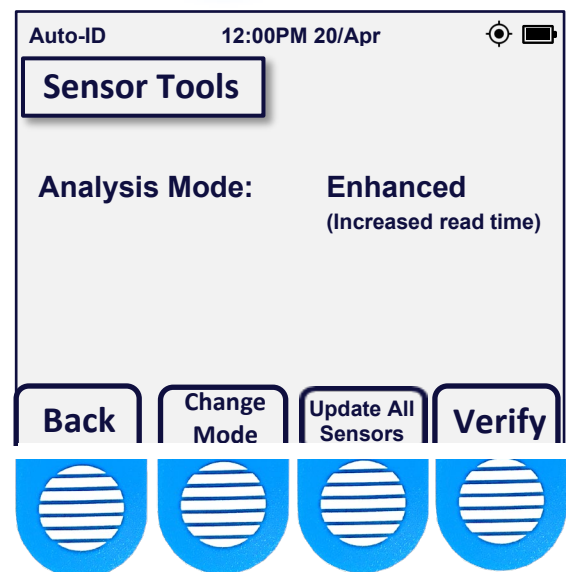 Auto-ID 12:00PM 20/Apr
Sensor Tools
Analysis Mode: Enhanced
(Increased read time)
Back Change Mode Update All Sensors Verify